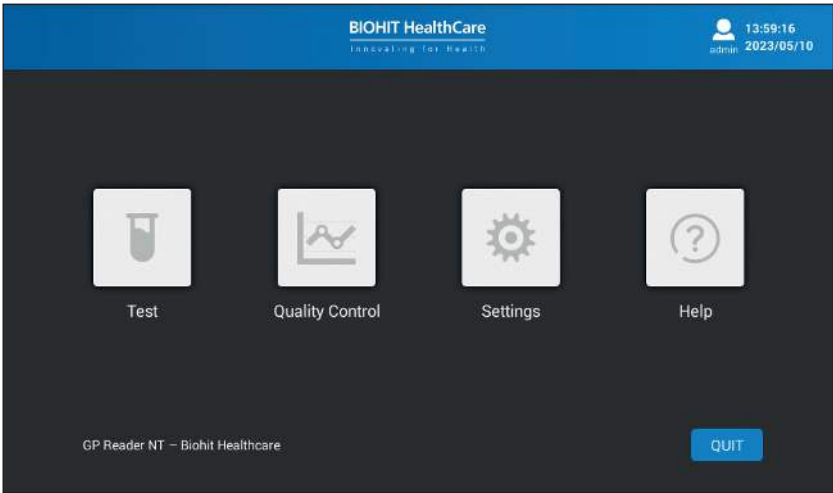 BIOHIT HealthCare
Innovating for Health
admin
13:59:16
2023/05/10
Test
Quality Control
Settings
Help
GP Reader NT – Biohit Healthcare
QUIT